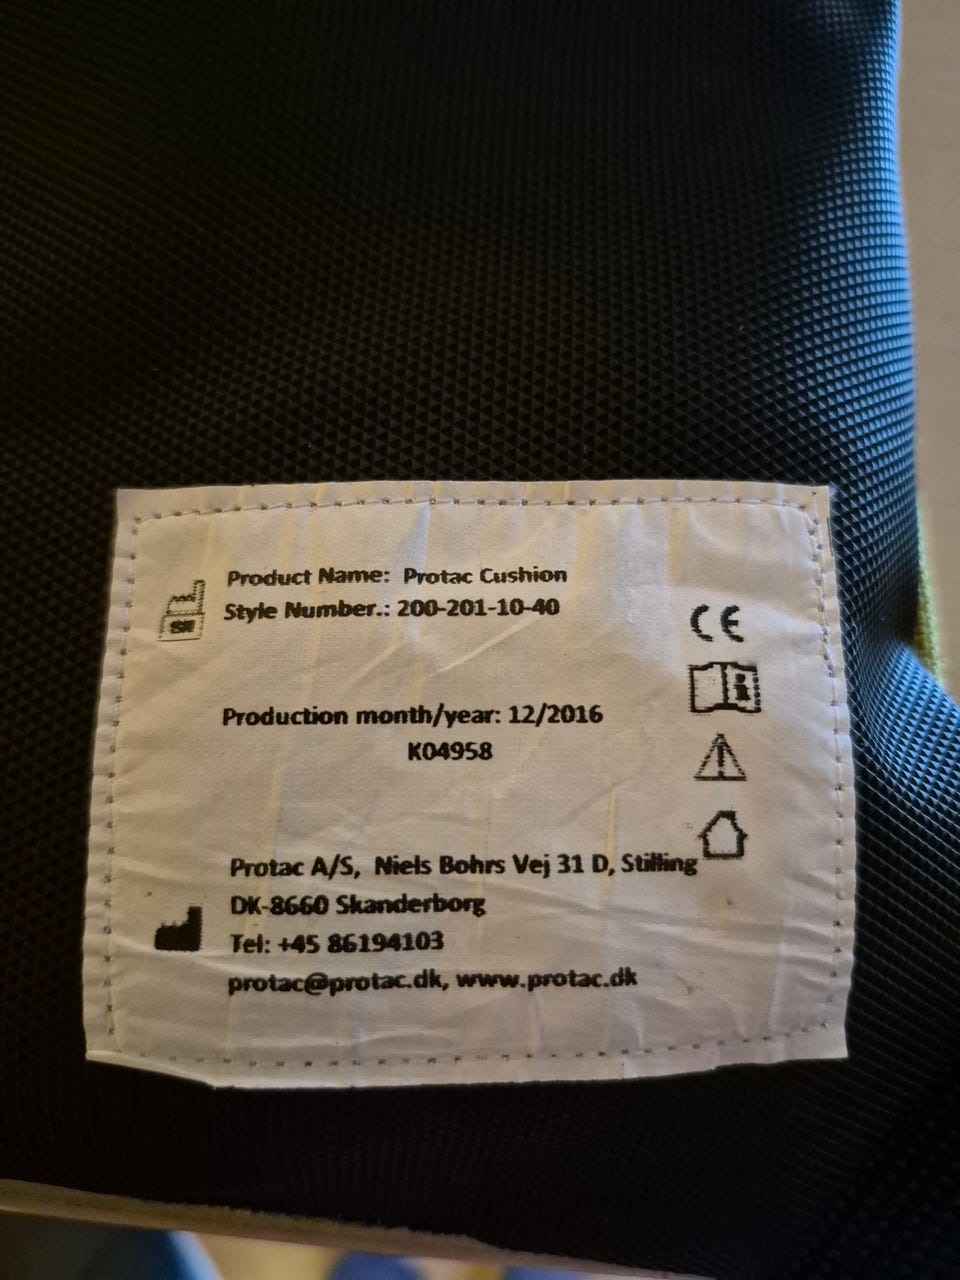 Product Name: Protac Cushion
Style Number.: 200-201-10-40
CE
Production month/year: 12/2016
K04958
Protac A/S, Niels Bohrs Vej 31 D, Stilling
DK-8660 Skanderborg
Tel: +45 86194103
protac@protac.dk, www.protac.dk